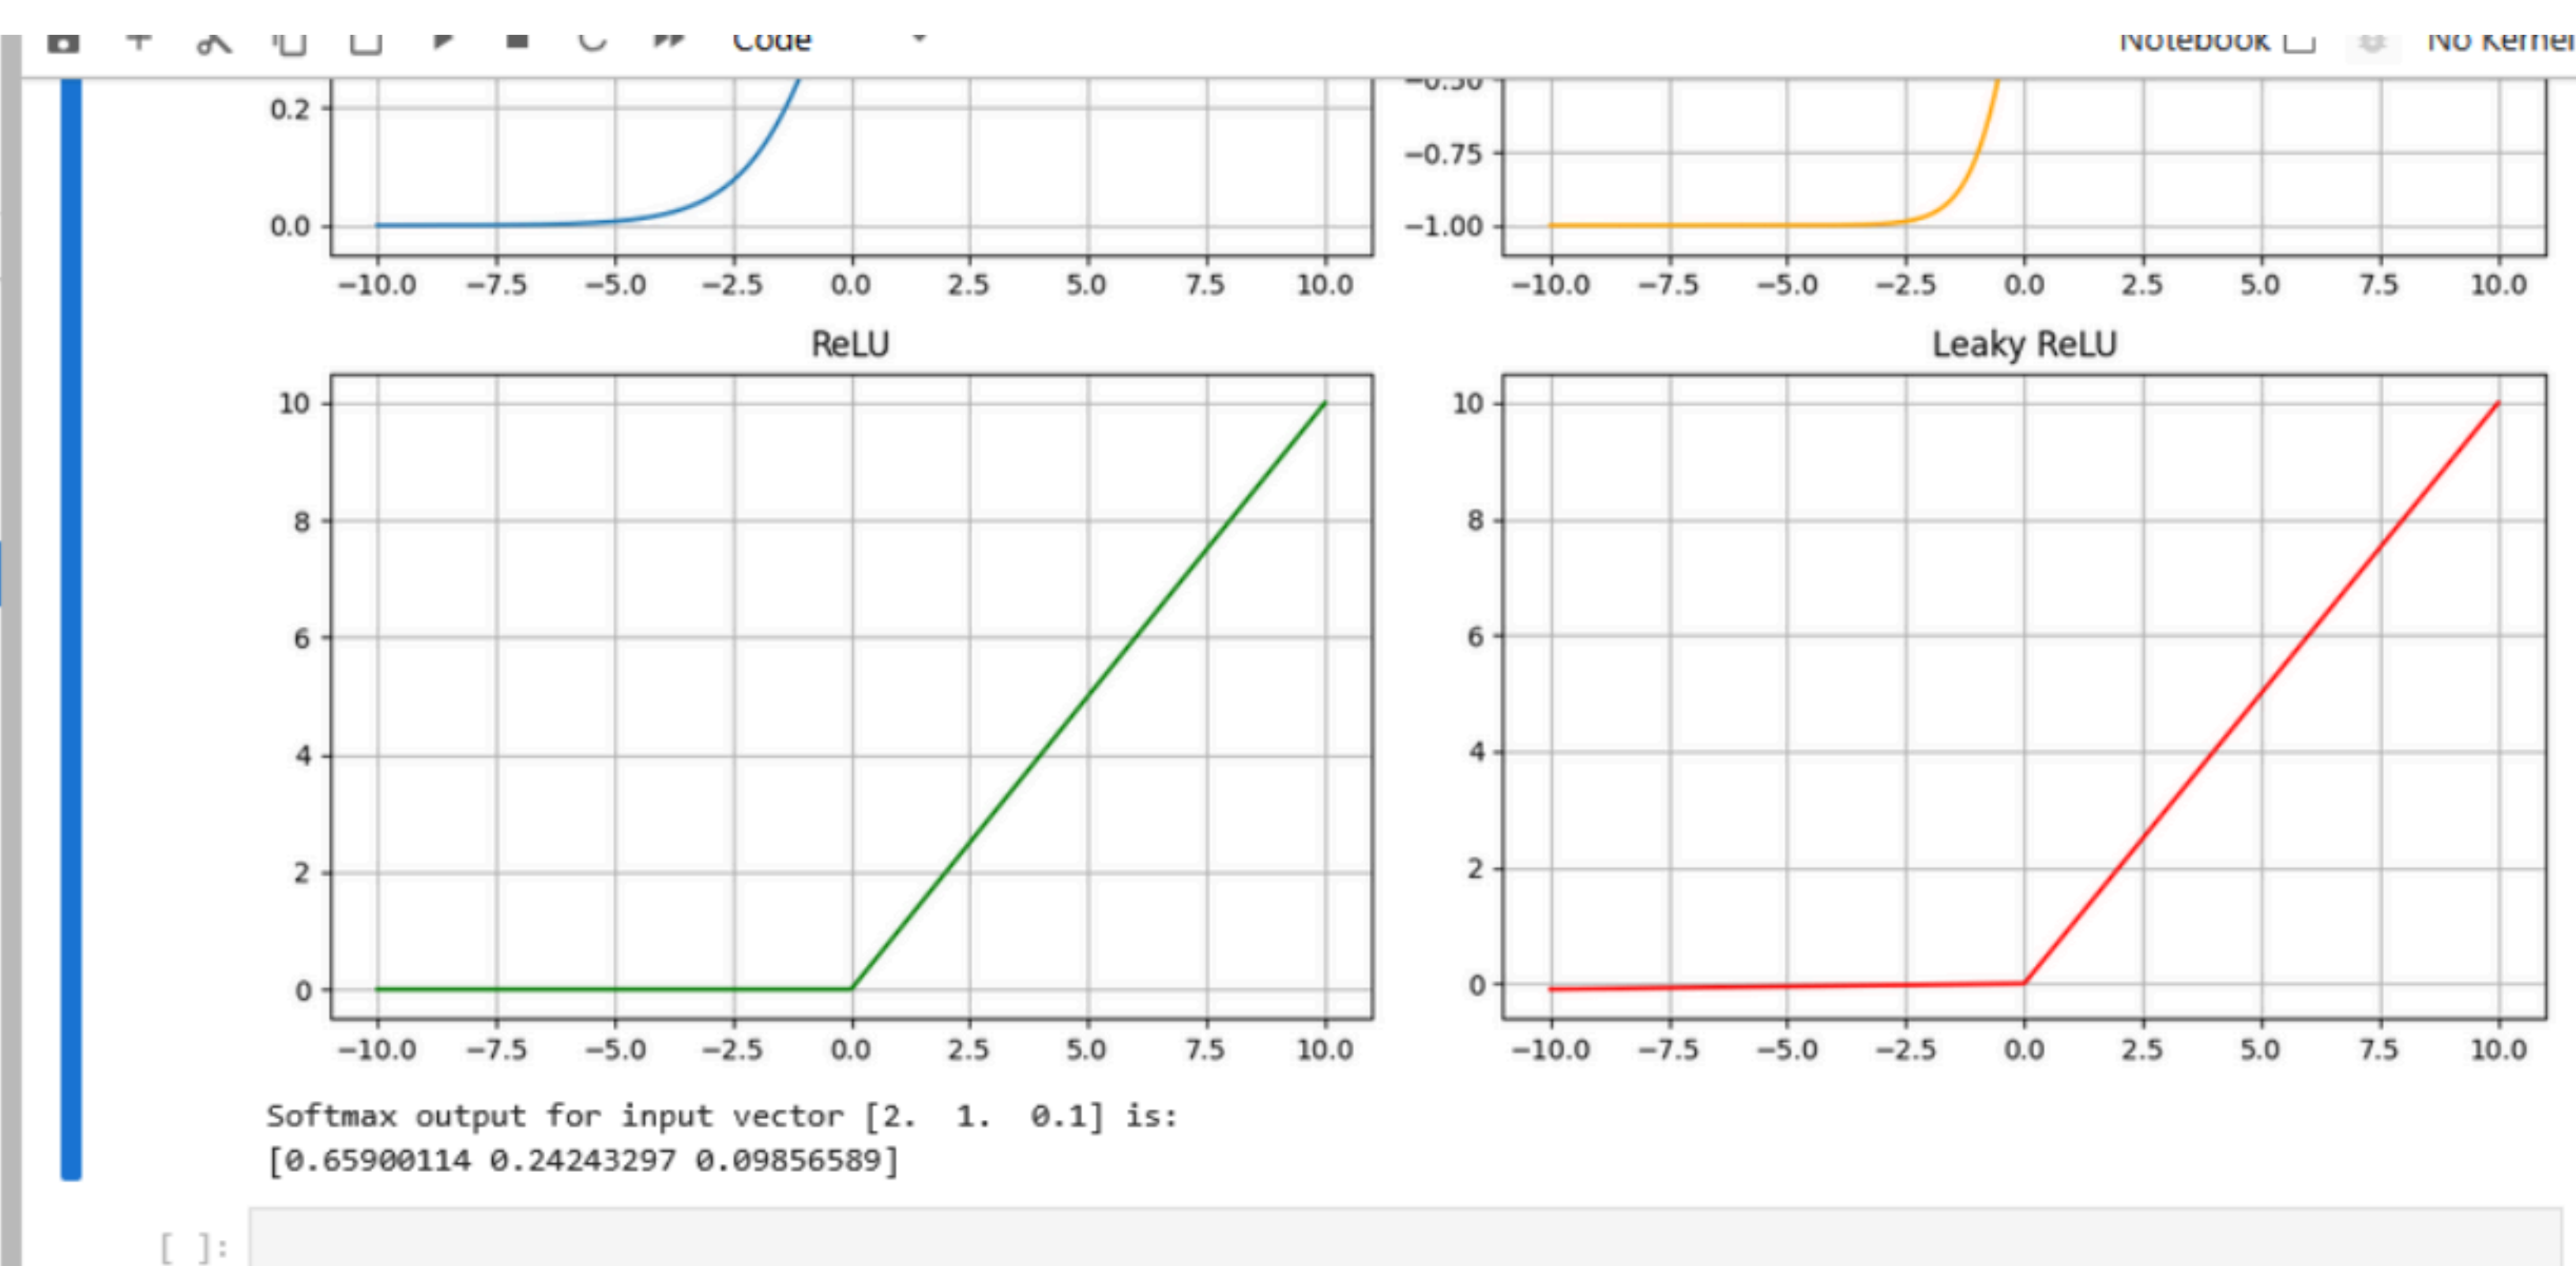 Code Notebook No Kernel
0.2
0.0
−10.0 −7.5 −5.0 −2.5 0.0 2.5 5.0 7.5 10.0
−0.50
−0.75
−1.00
−10.0 −7.5 −5.0 −2.5 0.0 2.5 5.0 7.5 10.0
ReLU
10
8
6
4
2
0
−10.0 −7.5 −5.0 −2.5 0.0 2.5 5.0 7.5 10.0
Leaky ReLU
10
8
6
4
2
0
−10.0 −7.5 −5.0 −2.5 0.0 2.5 5.0 7.5 10.0
Softmax output for input vector [2.  1.  0.1] is:
[0.65900114 0.24243297 0.09856589]
[ ]: